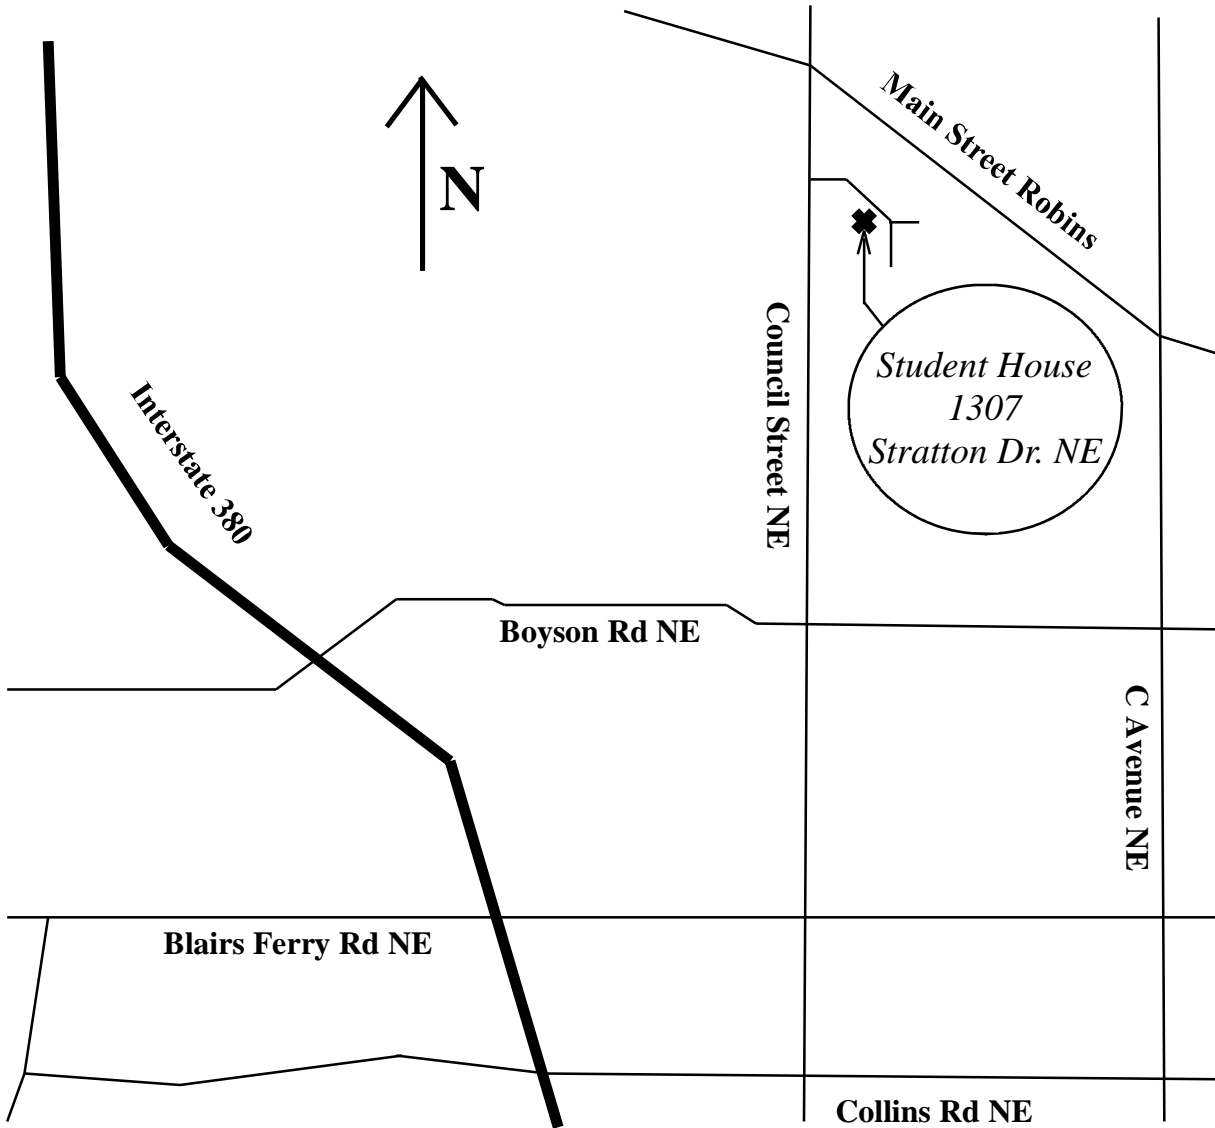 Main Street Robins
N
Council Street NE
Student House
1307
Stratton Dr. NE
Interstate 380
Boyson Rd NE
C Avenue NE
Blairs Ferry Rd NE
Collins Rd NE